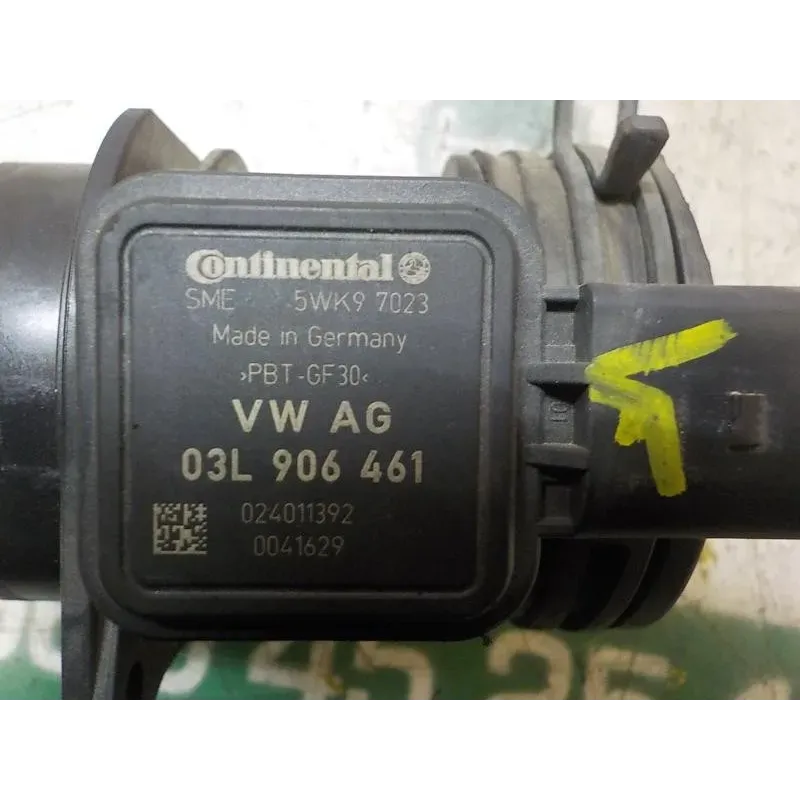 Continental
SME 5WK9 7023
Made in Germany
>PBT-GF30<
VW AG
03L 906 461
024011392
0041629